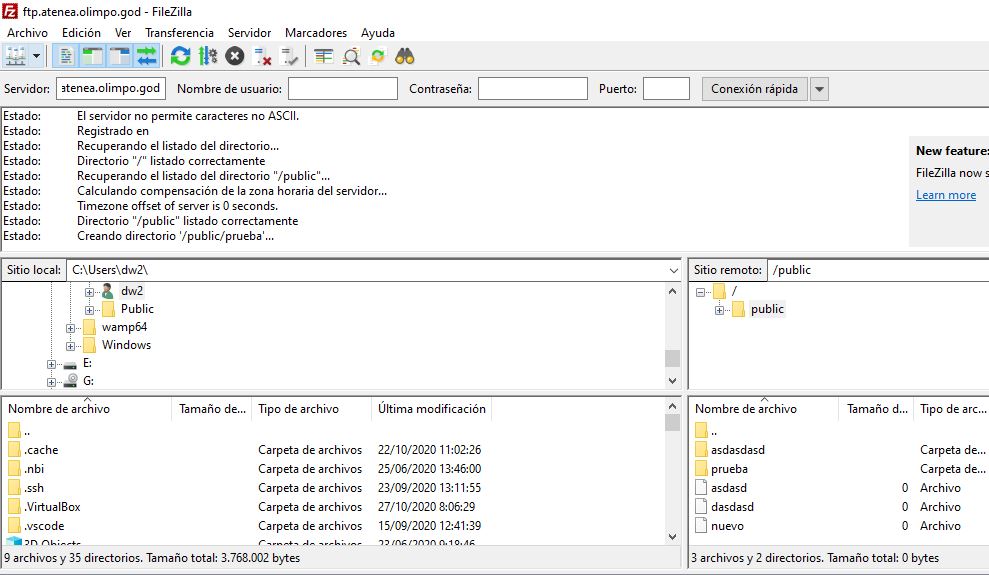 ftp.atenea.olimpo.god - FileZilla
Archivo Edición Ver Transferencia Servidor Marcadores Ayuda
Servidor: atenea.olimpo.god Nombre de usuario: Contraseña: Puerto: Conexión rápida
Estado: El servidor no permite caracteres no ASCII.
Estado: Registrado en
Estado: Recuperando el listado del directorio...
Estado: Directorio "/" listado correctamente
Estado: Recuperando el listado del directorio "/public"...
Estado: Calculando compensación de la zona horaria del servidor...
Estado: Timezone offset of server is 0 seconds.
Estado: Directorio "/public" listado correctamente
Estado: Creando directorio '/public/prueba'...
New feature:
FileZilla now s
Learn more
Sitio local: C:\Users\dw2\
dw2
Public
wamp64
Windows
E:
G:
Sitio remoto: /public
/
public
Nombre de archivo Tamaño de... Tipo de archivo Última modificación
..
.cache Carpeta de archivos 22/10/2020 11:02:26
.nbi Carpeta de archivos 25/06/2020 13:46:00
.ssh Carpeta de archivos 23/09/2020 13:11:55
.VirtualBox Carpeta de archivos 27/10/2020 8:06:29
.vscode Carpeta de archivos 15/09/2020 12:41:39
3D Objects Carpeta de archivos 23/06/2020 9:18:46
9 archivos y 35 directorios. Tamaño total: 3.768.002 bytes
Nombre de archivo Tamaño d... Tipo de arc...
..
asdasdasd Carpeta de...
prueba Carpeta de...
asdasd 0 Archivo
dasdasd 0 Archivo
nuevo 0 Archivo
3 archivos y 2 directorios. Tamaño total: 0 bytes